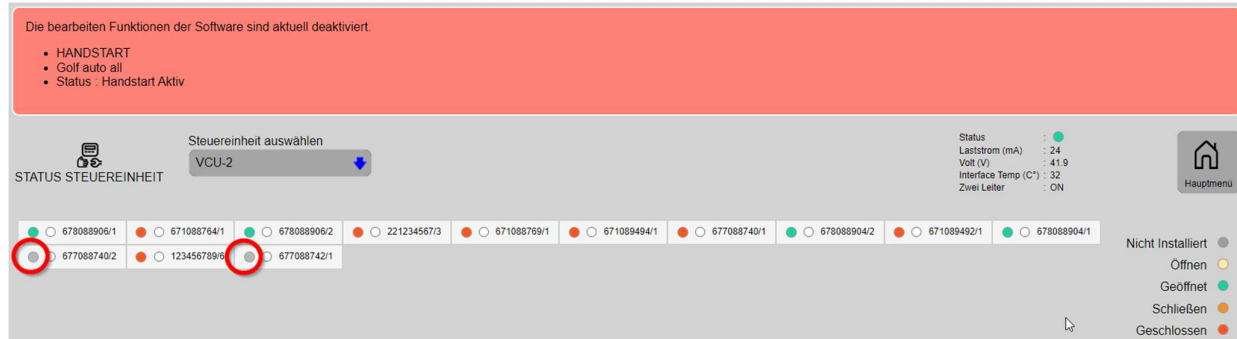 Die bearbeiten Funktionen der Software sind aktuell deaktiviert.
HANDSTART
Golf auto all
Status : Handstart Aktiv
STATUS STEUEREINHEIT
Steuereinheit auswählen
VCU-2
Status :
Laststrom (mA) : 24
Volt (V) : 41.9
Interface Temp (C°) : 32
Zwei Leiter : ON
Hauptmenü
678088906/1 671088764/1 678088906/2 221234567/3 671088769/1 671089494/1 677088740/1 678088904/2 671089492/1 678088904/1
677088740/2 123456789/6 677088742/1
Nicht Installiert
Öffnen
Geöffnet
Schließen
Geschlossen